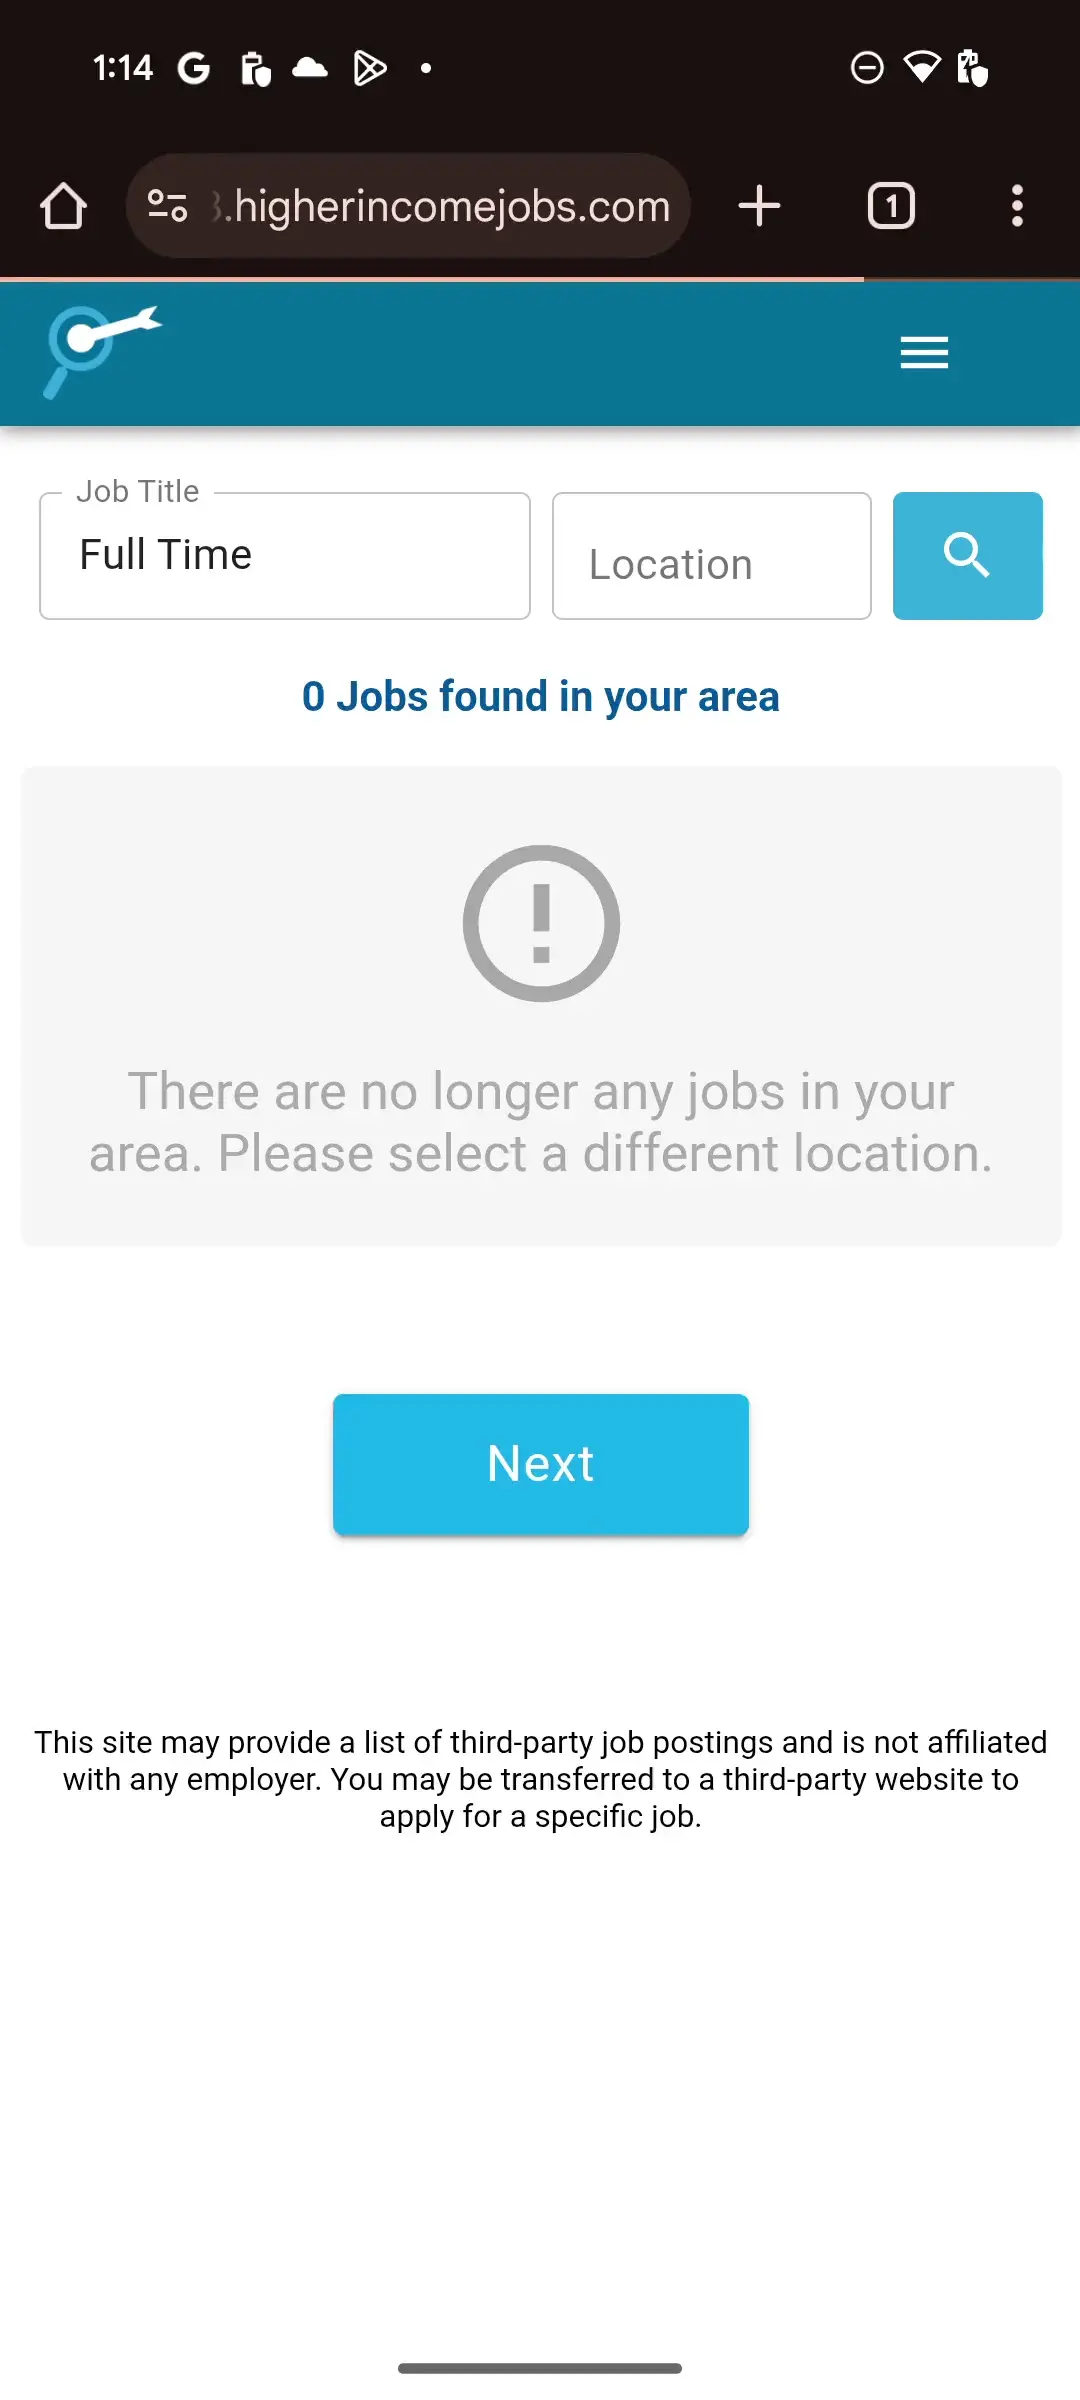 1:14
.higherincomejobs.com
1
Job Title
Full Time
Location
0 Jobs found in your area
There are no longer any jobs in your
area. Please select a different location.
Next
This site may provide a list of third-party job postings and is not affiliated
with any employer. You may be transferred to a third-party website to
apply for a specific job.